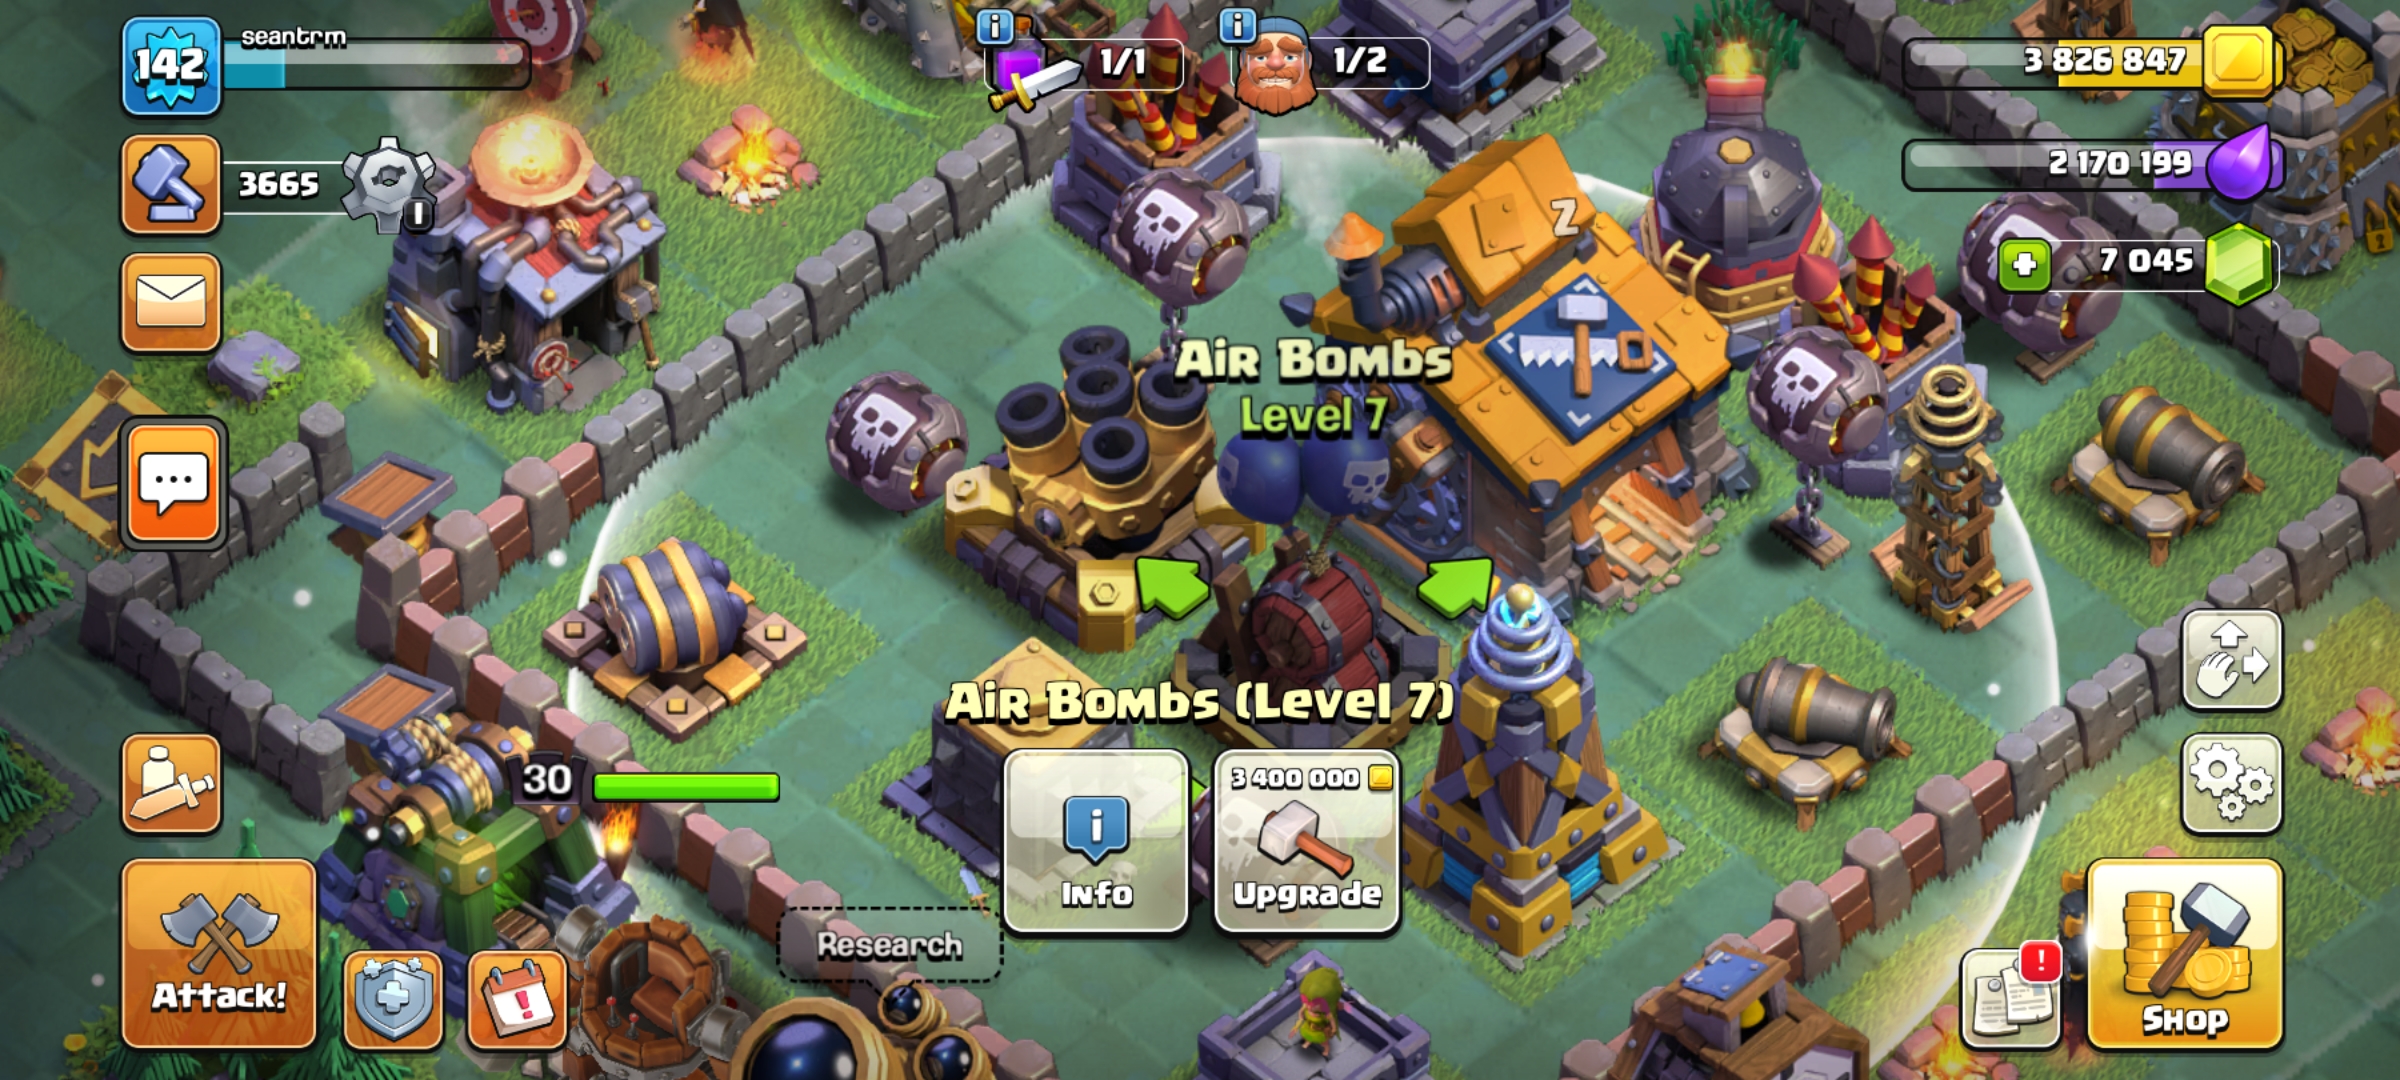 142
seantrm
1/1
1/2
3 826 847
3665
I
2 170 199
7 045
Z
Air Bombs
Level 7
Air Bombs (Level 7)
30
3 400 000
Info
Upgrade
Research
Attack!
Shop